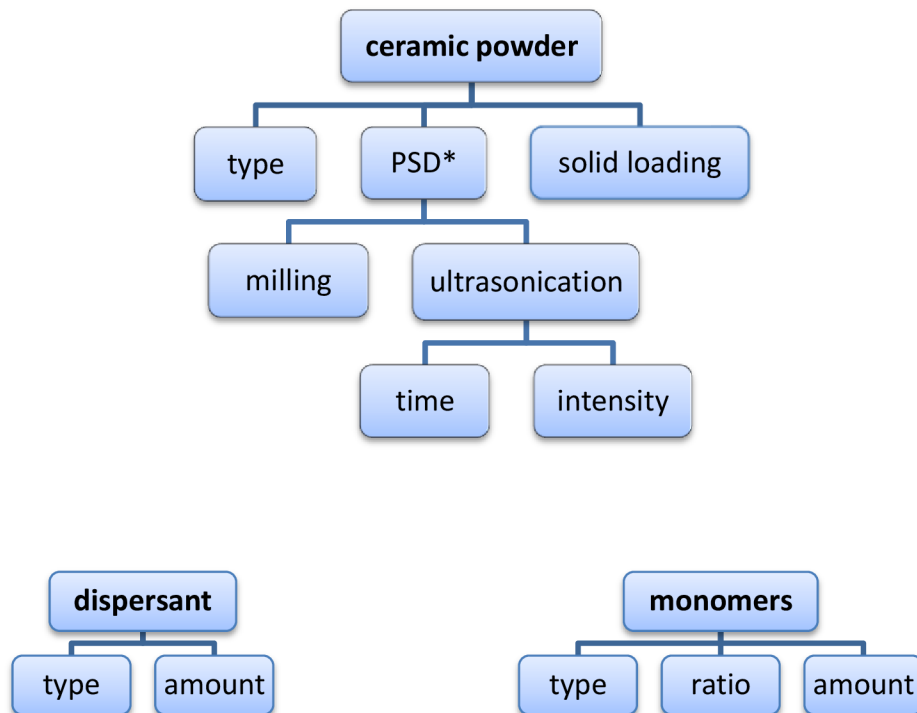 ceramic powder
type
PSD*
solid loading
milling
ultrasonication
time
intensity
dispersant
monomers
type
amount
type
ratio
amount